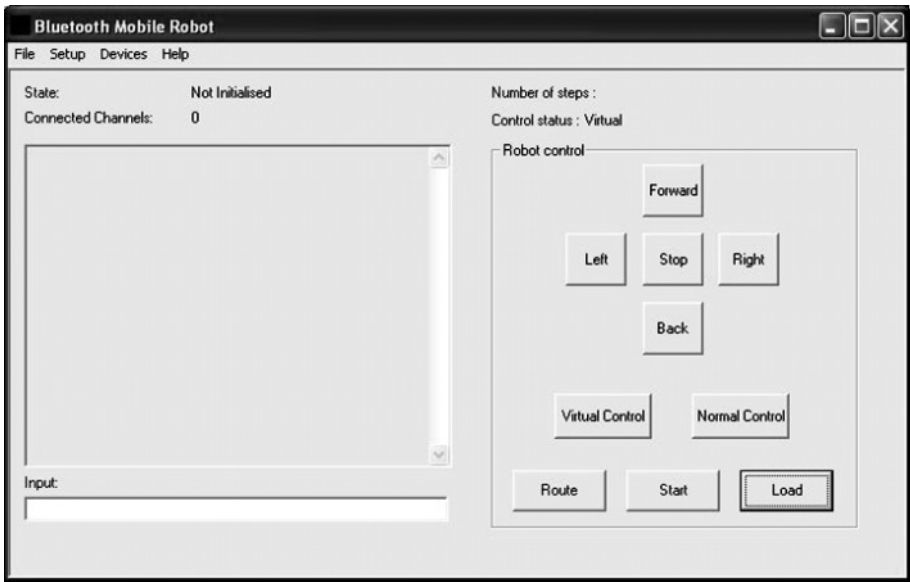 Bluetooth Mobile Robot
File Setup Devices Help
State: Not Initialised
Connected Channels: 0
Input:
Number of steps :
Control status : Virtual
Robot control
Forward
Left Stop Right
Back
Virtual Control Normal Control
Route Start Load